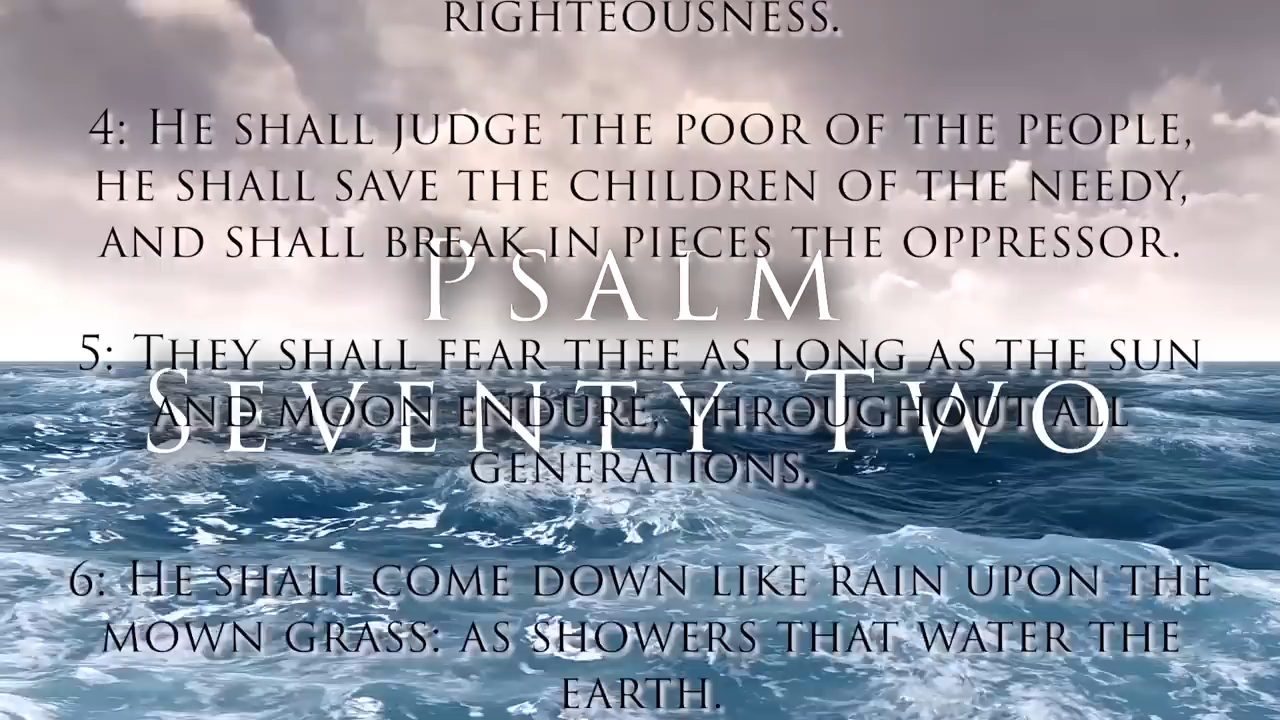 RIGHTEOUSNESS.
4: HE SHALL JUDGE THE POOR OF THE PEOPLE,
HE SHALL SAVE THE CHILDREN OF THE NEEDY,
AND SHALL BREAK IN PIECES THE OPPRESSOR.
PSALM
5: THEY SHALL FEAR THEE AS LONG AS THE SUN
SEVENTY TWO
AND MOON ENDURE, THROUGHOUT ALL
GENERATIONS.
6: HE SHALL COME DOWN LIKE RAIN UPON THE
MOWN GRASS: AS SHOWERS THAT WATER THE
EARTH.